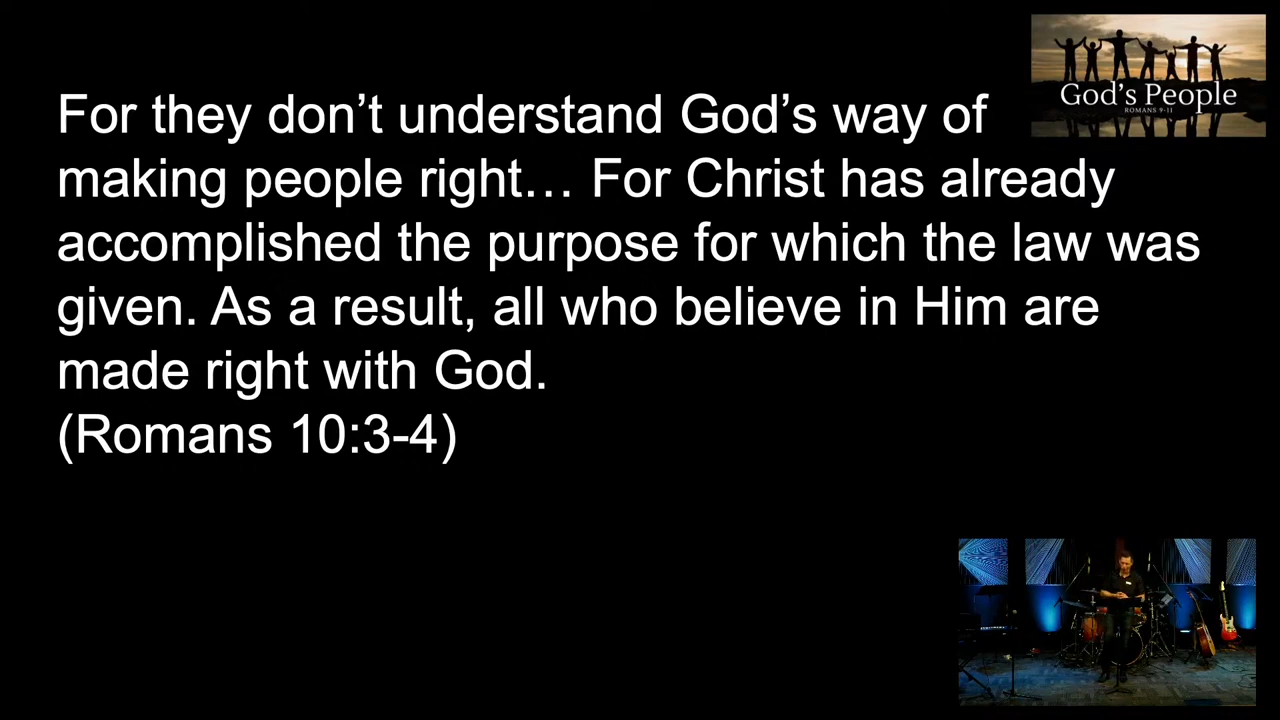 For they don’t understand God’s way of
making people right… For Christ has already
accomplished the purpose for which the law was
given. As a result, all who believe in Him are
made right with God.
(Romans 10:3-4)
God's People
ROMANS 9-11